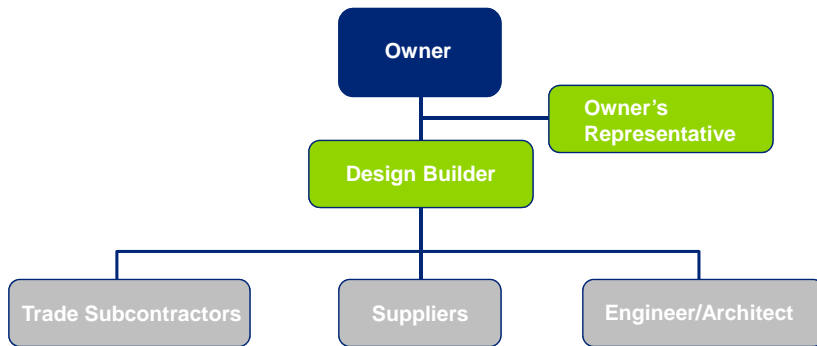 Owner
Owner’s
Representative
Design Builder
Trade Subcontractors
Suppliers
Engineer/Architect